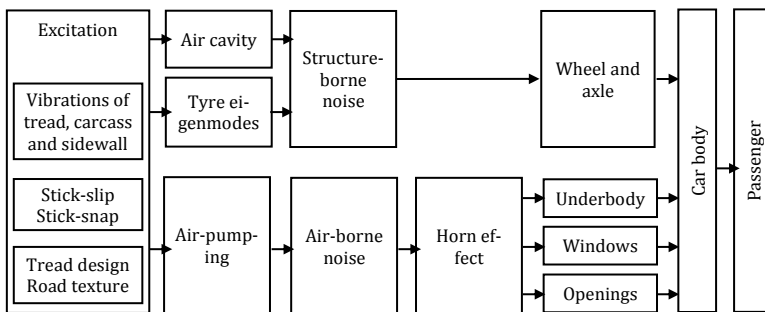 Excitation
Vibrations of
tread, carcass
and sidewall
Stick-slip
Stick-snap
Tread design
Road texture
Air cavity
Tyre ei-
genmodes
Structure-
borne
noise
Wheel and
axle
Air-pump-
ing
Air-borne
noise
Horn ef-
fect
Underbody
Windows
Openings
Car body
Passenger